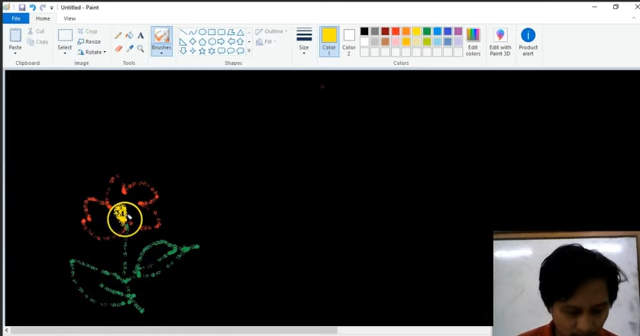 Untitled - Paint
File Home View
Paste
Cut
Copy
Clipboard
Select
Crop
Resize
Rotate
Image
Tools
Brushes
Shapes
Outline
Fill
Size
Color 1
Color 2
Colors
Edit colors
Edit with Paint 3D
Product alert